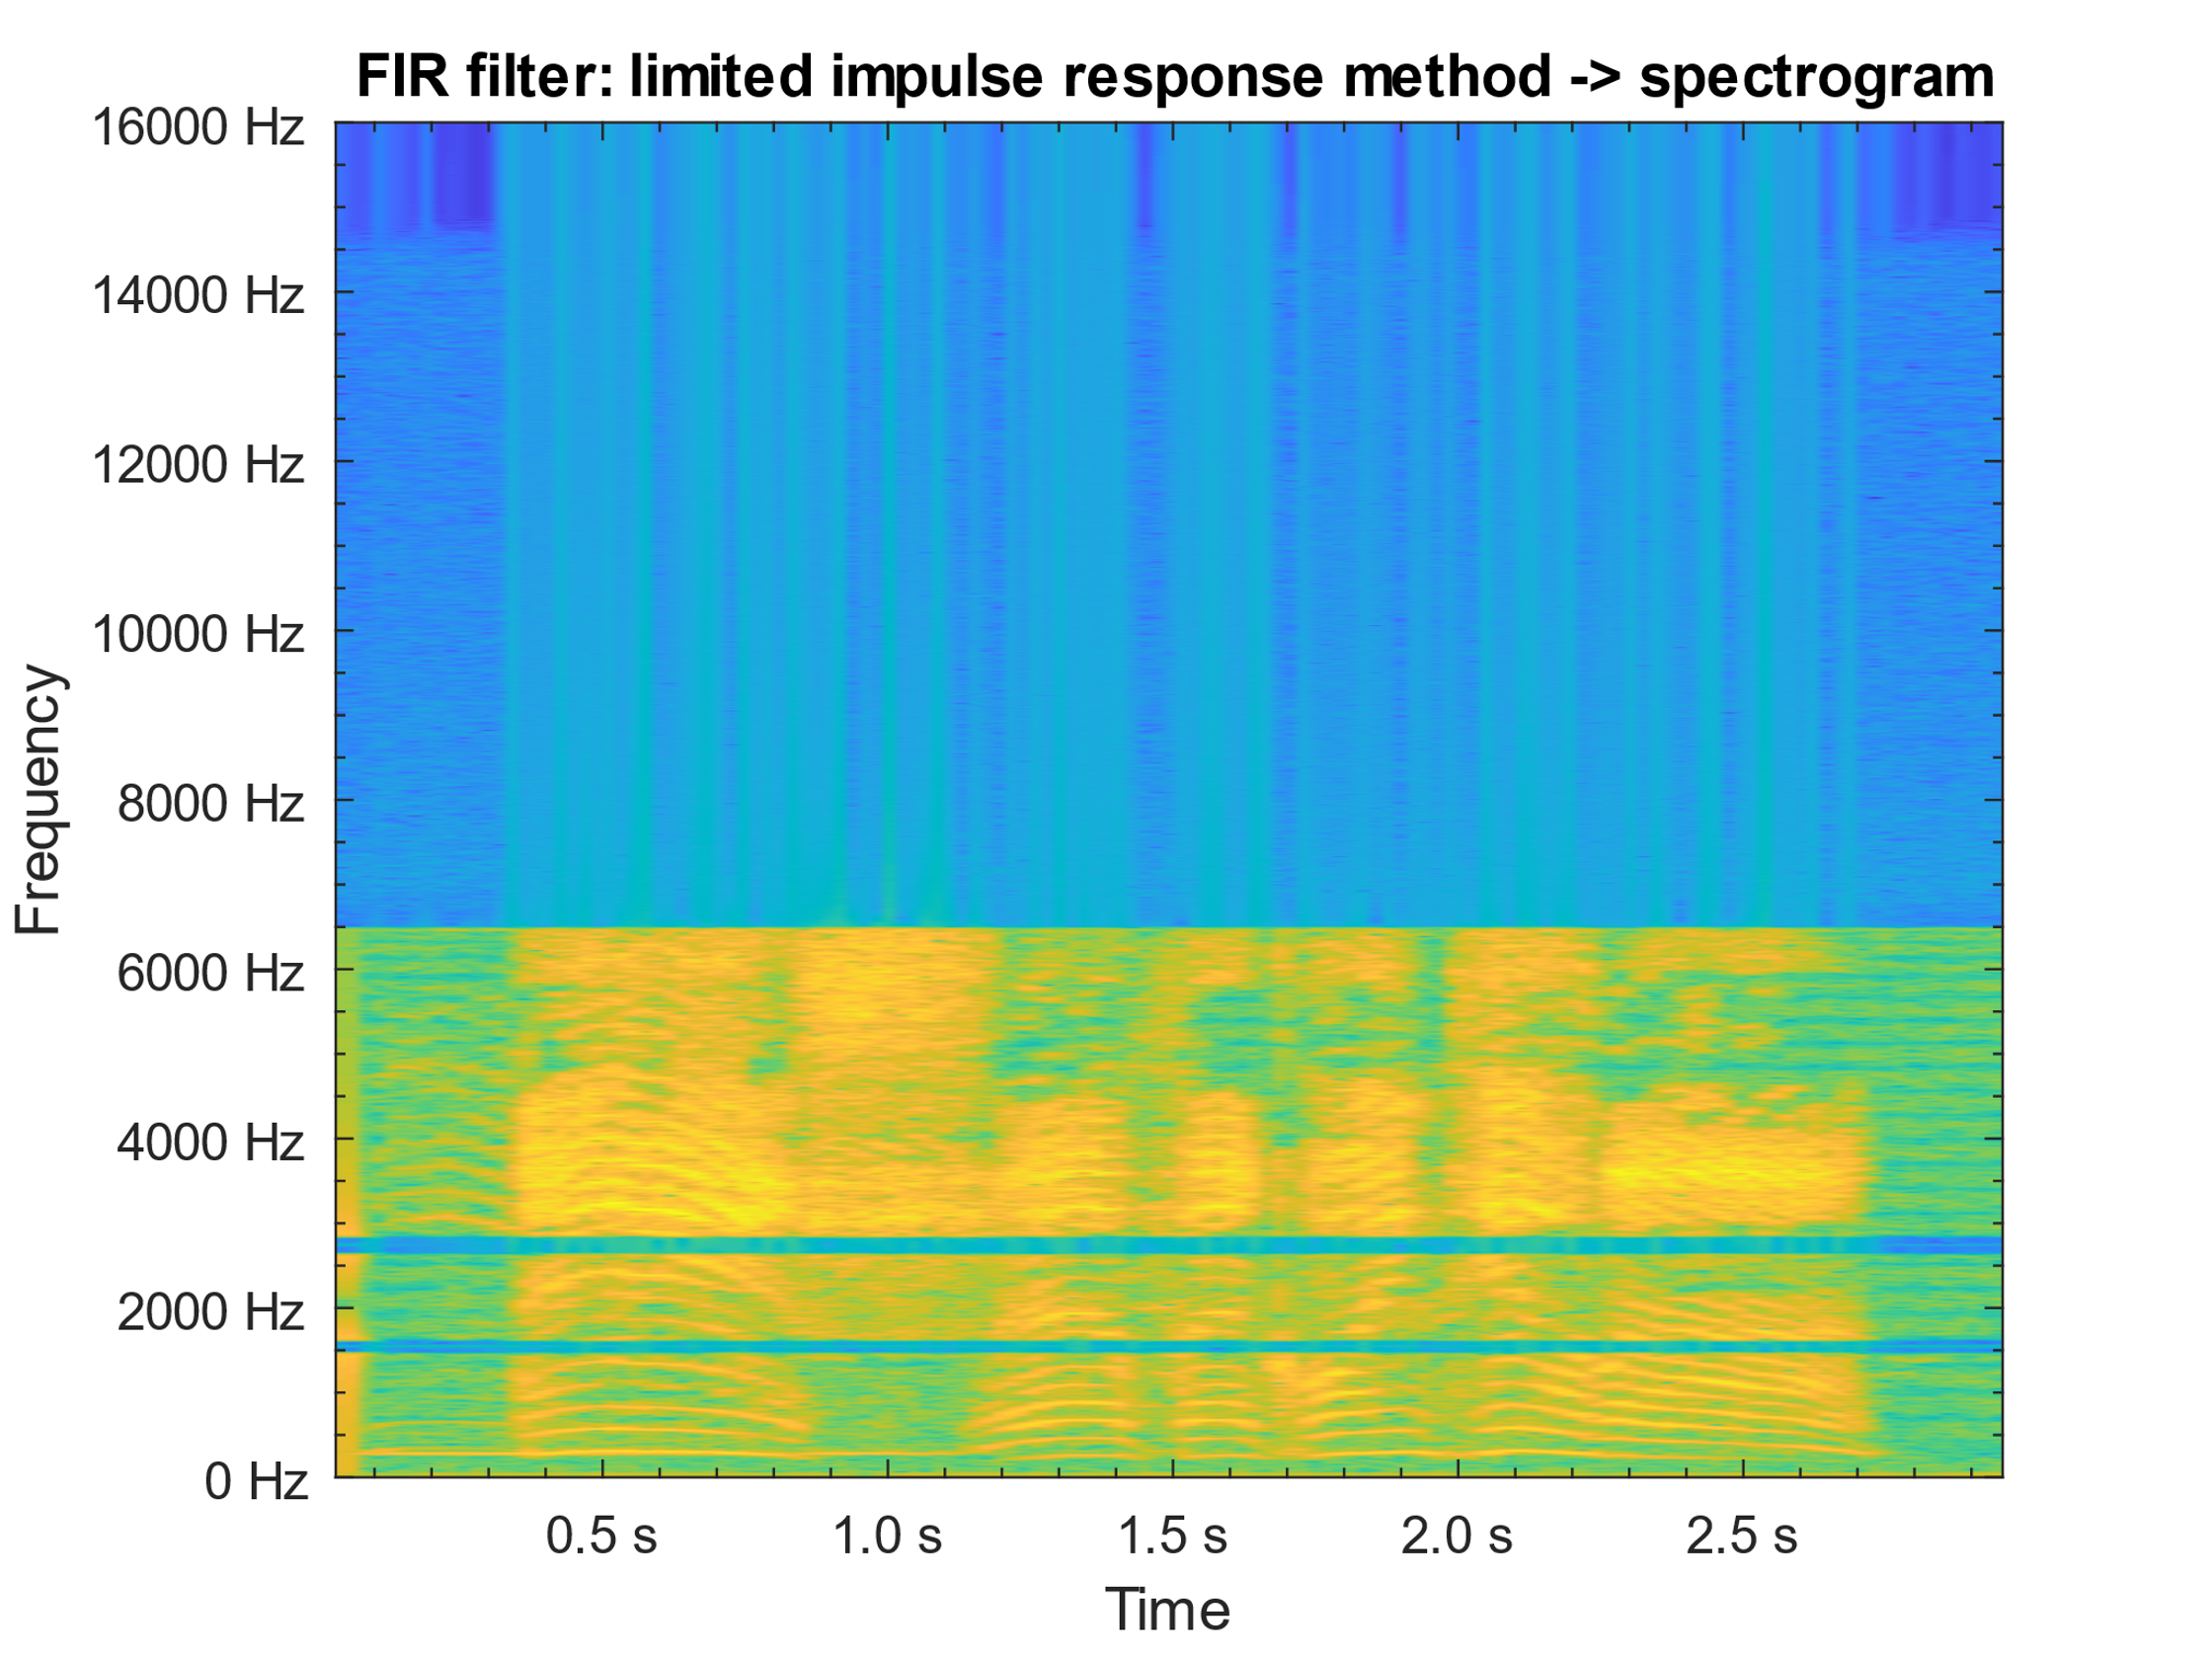 FIR filter: limited impulse response method -> spectrogram
16000 Hz
14000 Hz
12000 Hz
10000 Hz
8000 Hz
6000 Hz
4000 Hz
2000 Hz
0 Hz
Frequency
0.5 s
1.0 s
1.5 s
2.0 s
2.5 s
Time